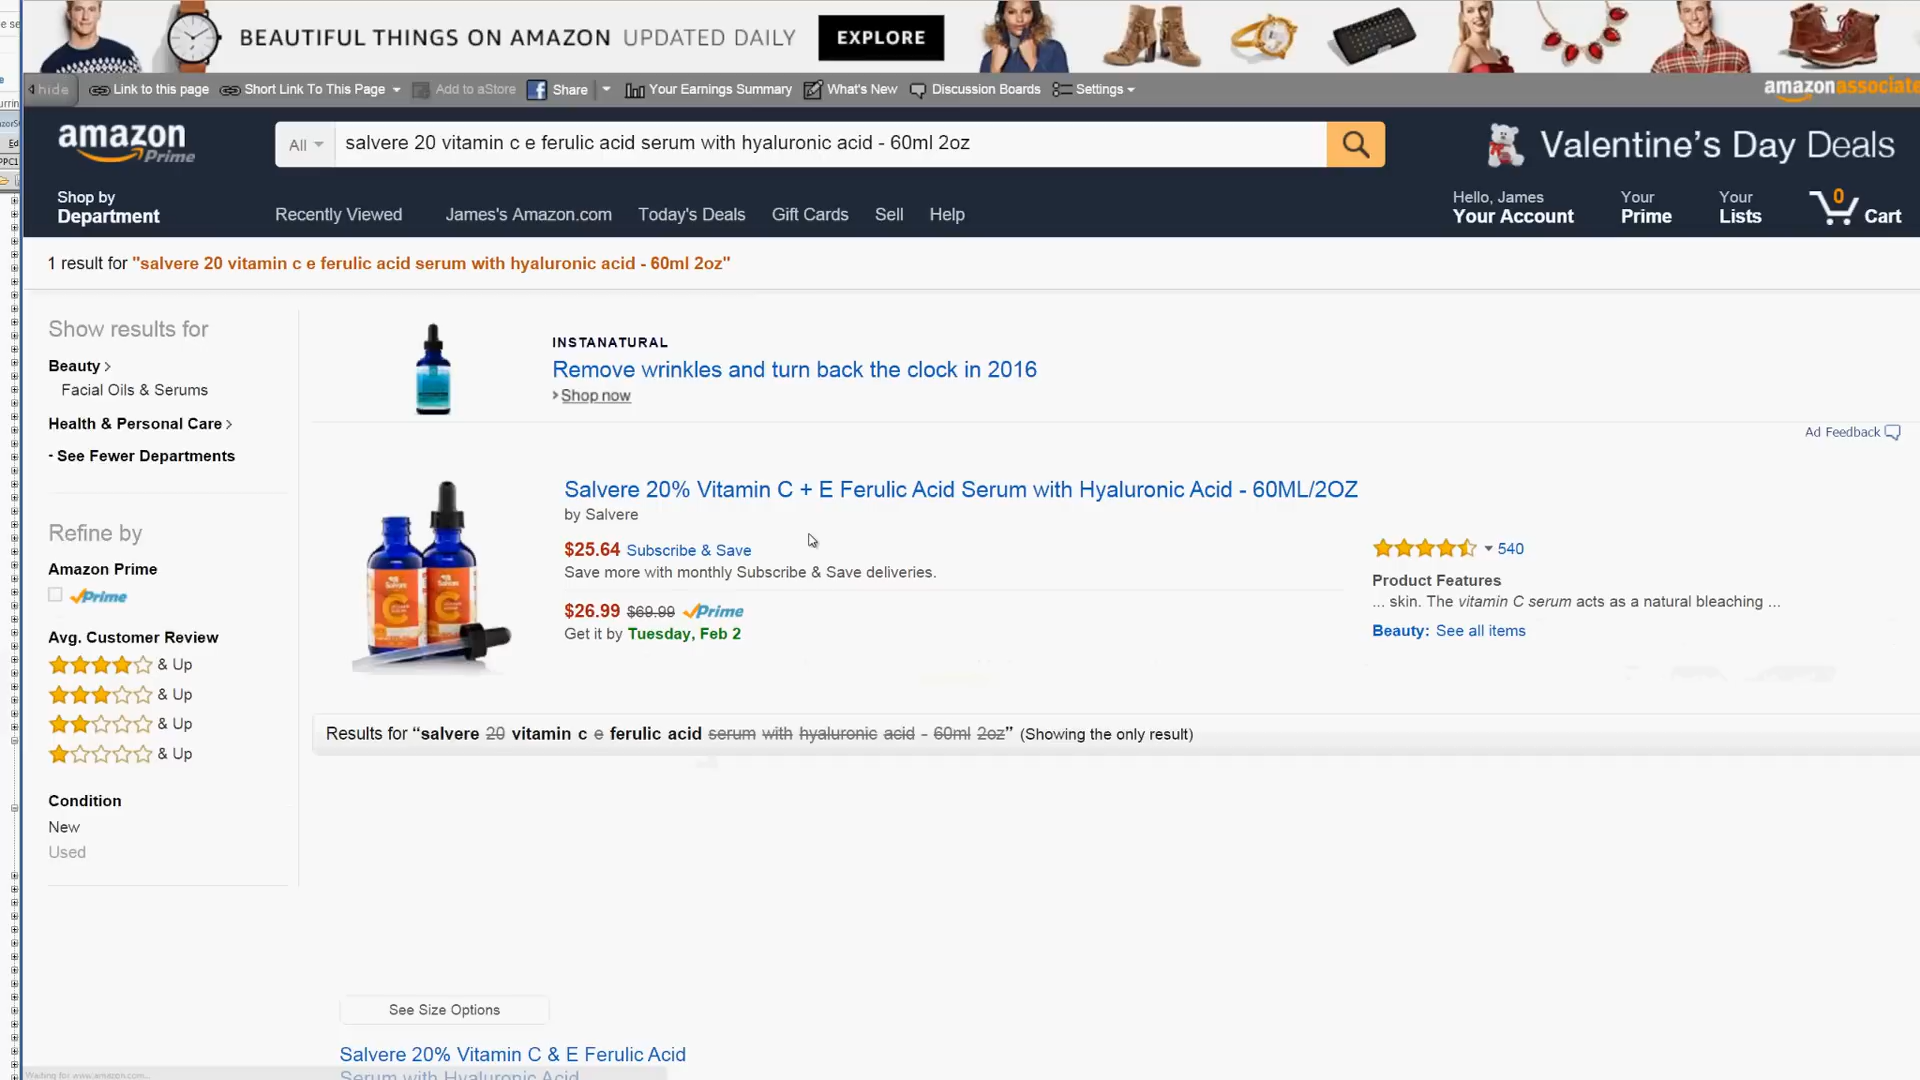 BEAUTIFUL THINGS ON AMAZON UPDATED DAILY EXPLORE
hide Link to this page Short Link To This Page Add to aStore Share Your Earnings Summary What's New Discussion Boards Settings amazonassociate
amazon Prime
All salvere 20 vitamin c e ferulic acid serum with hyaluronic acid - 60ml 2oz
Valentine's Day Deals
Shop by
Department
Recently Viewed James's Amazon.com Today's Deals Gift Cards Sell Help
Hello, James
Your Account
Your
Prime
Your
Lists
0
Cart
1 result for "salvere 20 vitamin c e ferulic acid serum with hyaluronic acid - 60ml 2oz"
Show results for
Beauty
Facial Oils & Serums
Health & Personal Care
- See Fewer Departments
Refine by
Amazon Prime
Prime
Avg. Customer Review
& Up
& Up
& Up
& Up
Condition
New
Used
INSTANATURAL
Remove wrinkles and turn back the clock in 2016
Shop now
Ad Feedback
Salvere 20% Vitamin C + E Ferulic Acid Serum with Hyaluronic Acid - 60ML/2OZ
by Salvere
$25.64 Subscribe & Save
Save more with monthly Subscribe & Save deliveries.
$26.99 $69.99 Prime
Get it by Tuesday, Feb 2
540
Product Features
... skin. The vitamin C serum acts as a natural bleaching ...
Beauty: See all items
Results for “salvere 20 vitamin c e ferulic acid serum with hyaluronic acid - 60ml 2oz” (Showing the only result)
See Size Options
Salvere 20% Vitamin C & E Ferulic Acid
Serum with Hyaluronic Acid
Waiting for www.amazon.com...